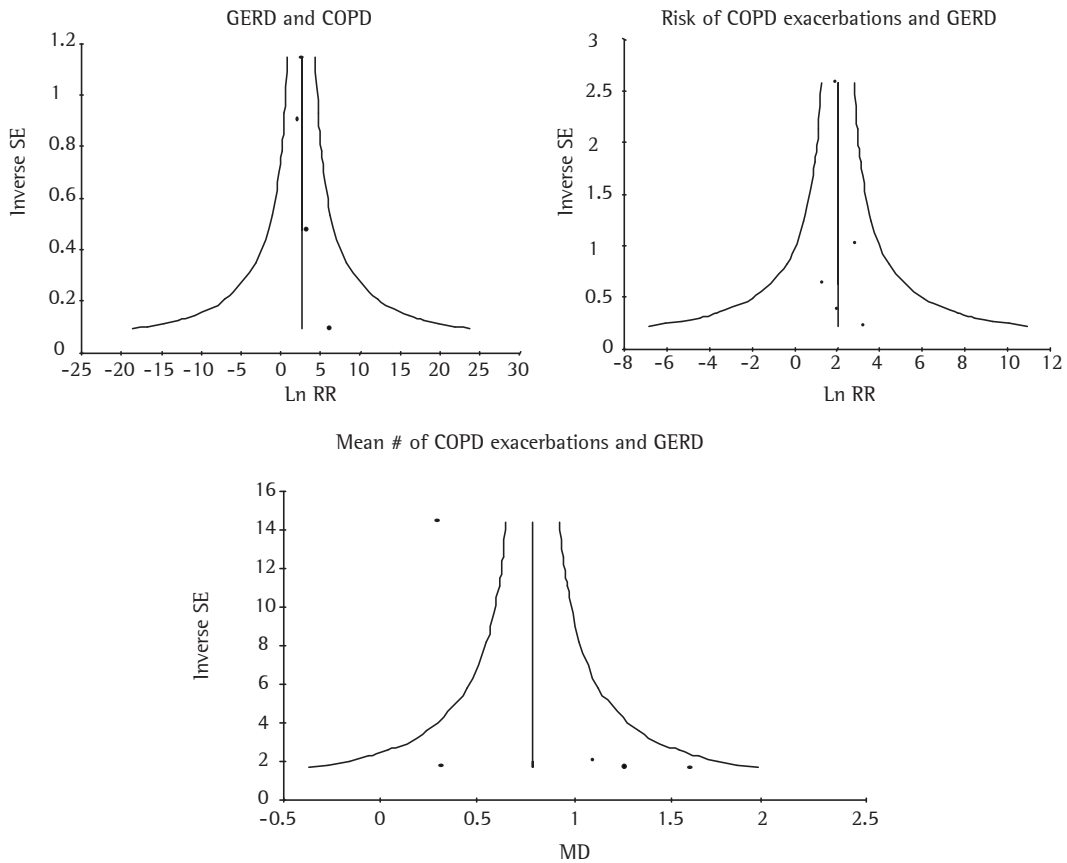 GERD and COPD
Inverse SE
1.2
1
0.8
0.6
0.4
0.2
0
-25 -20 -15 -10 -5 0 5 10 15 20 25 30
Ln RR
Risk of COPD exacerbations and GERD
Inverse SE
3
2.5
2
1.5
1
0.5
0
-8 -6 -4 -2 0 2 4 6 8 10 12
Ln RR
Mean # of COPD exacerbations and GERD
Inverse SE
16
14
12
10
8
6
4
2
0
-0.5 0 0.5 1 1.5 2 2.5
MD